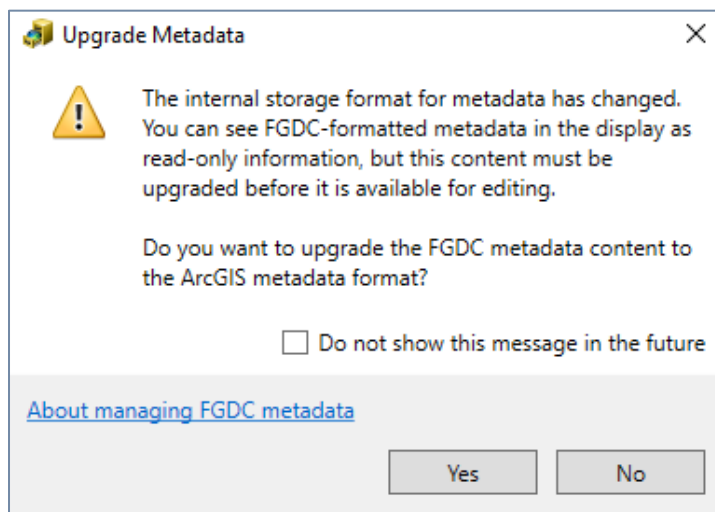 Upgrade Metadata
The internal storage format for metadata has changed.
You can see FGDC-formatted metadata in the display as
read-only information, but this content must be
upgraded before it is available for editing.
Do you want to upgrade the FGDC metadata content to
the ArcGIS metadata format?
Do not show this message in the future
About managing FGDC metadata
Yes No